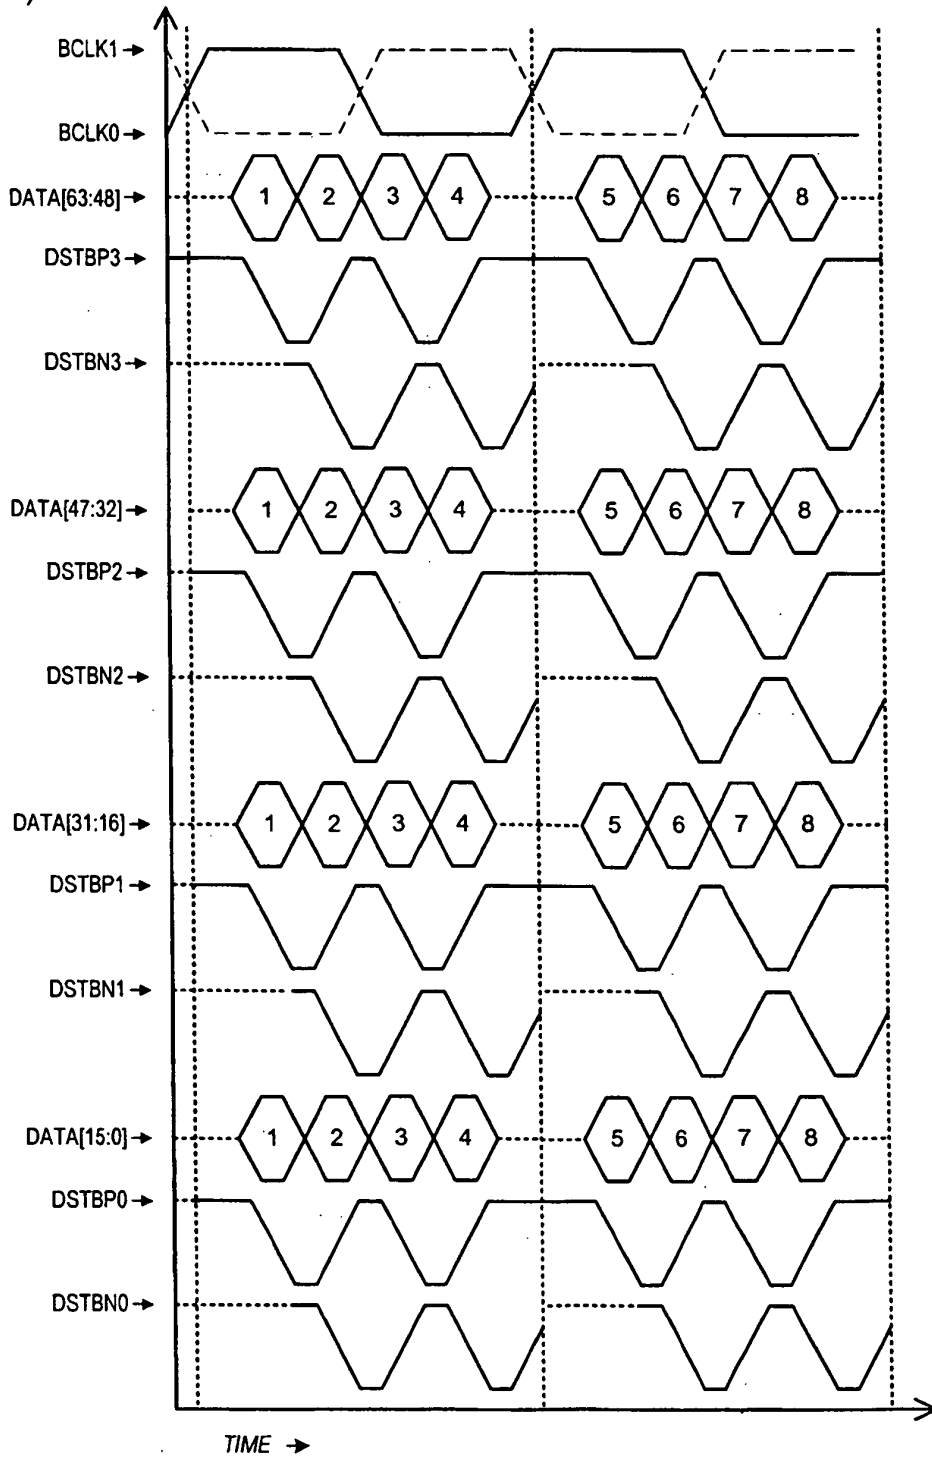 BCLK1
BCLK0
DATA[63:48] 1 2 3 4 5 6 7 8
DSTBP3
DSTBN3
DATA[47:32] 1 2 3 4 5 6 7 8
DSTBP2
DSTBN2
DATA[31:16] 1 2 3 4 5 6 7 8
DSTBP1
DSTBN1
DATA[15:0] 1 2 3 4 5 6 7 8
DSTBP0
DSTBN0
TIME